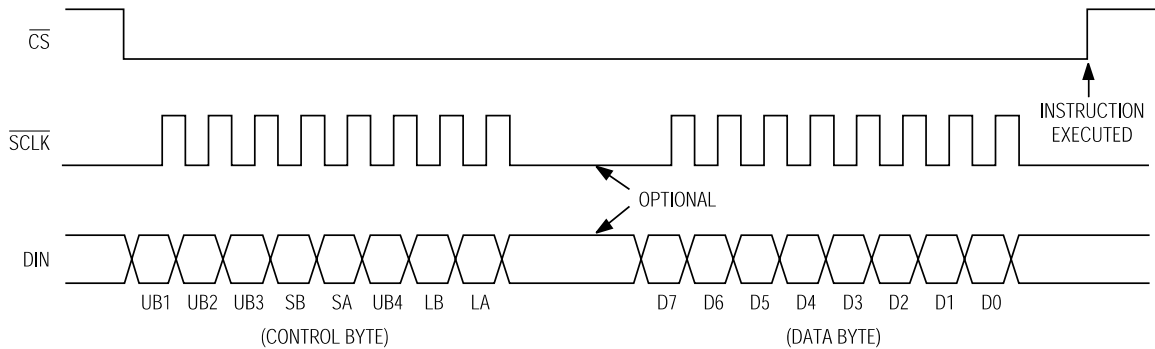 CS
INSTRUCTION
EXECUTED
SCLK
OPTIONAL
DIN
UB1 UB2 UB3 SB SA UB4 LB LA D7 D6 D5 D4 D3 D2 D1 D0
(CONTROL BYTE) (DATA BYTE)